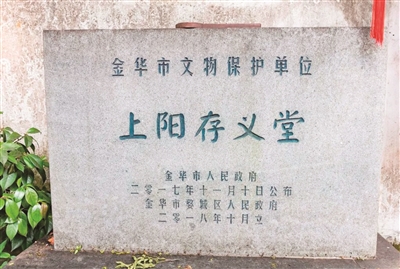 金华市文物保护单位
上阳存义堂
金华市人民政府
二零一七年十一月十日公布
金华市婺城区人民政府
二零一八年十月立